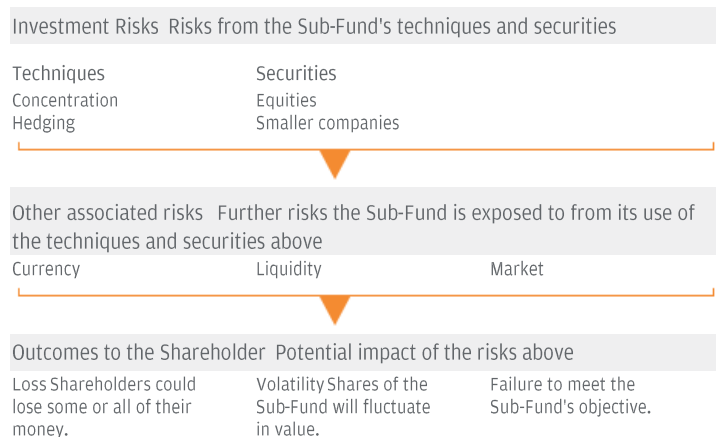 Investment Risks Risks from the Sub-Fund's techniques and securities
Techniques Securities
Concentration Equities
Hedging Smaller companies
Other associated risks Further risks the Sub-Fund is exposed to from its use of
the techniques and securities above
Currency Liquidity Market
Outcomes to the Shareholder Potential impact of the risks above
Loss Shareholders could
lose some or all of their
money.
Volatility Shares of the
Sub-Fund will fluctuate
in value.
Failure to meet the
Sub-Fund's objective.